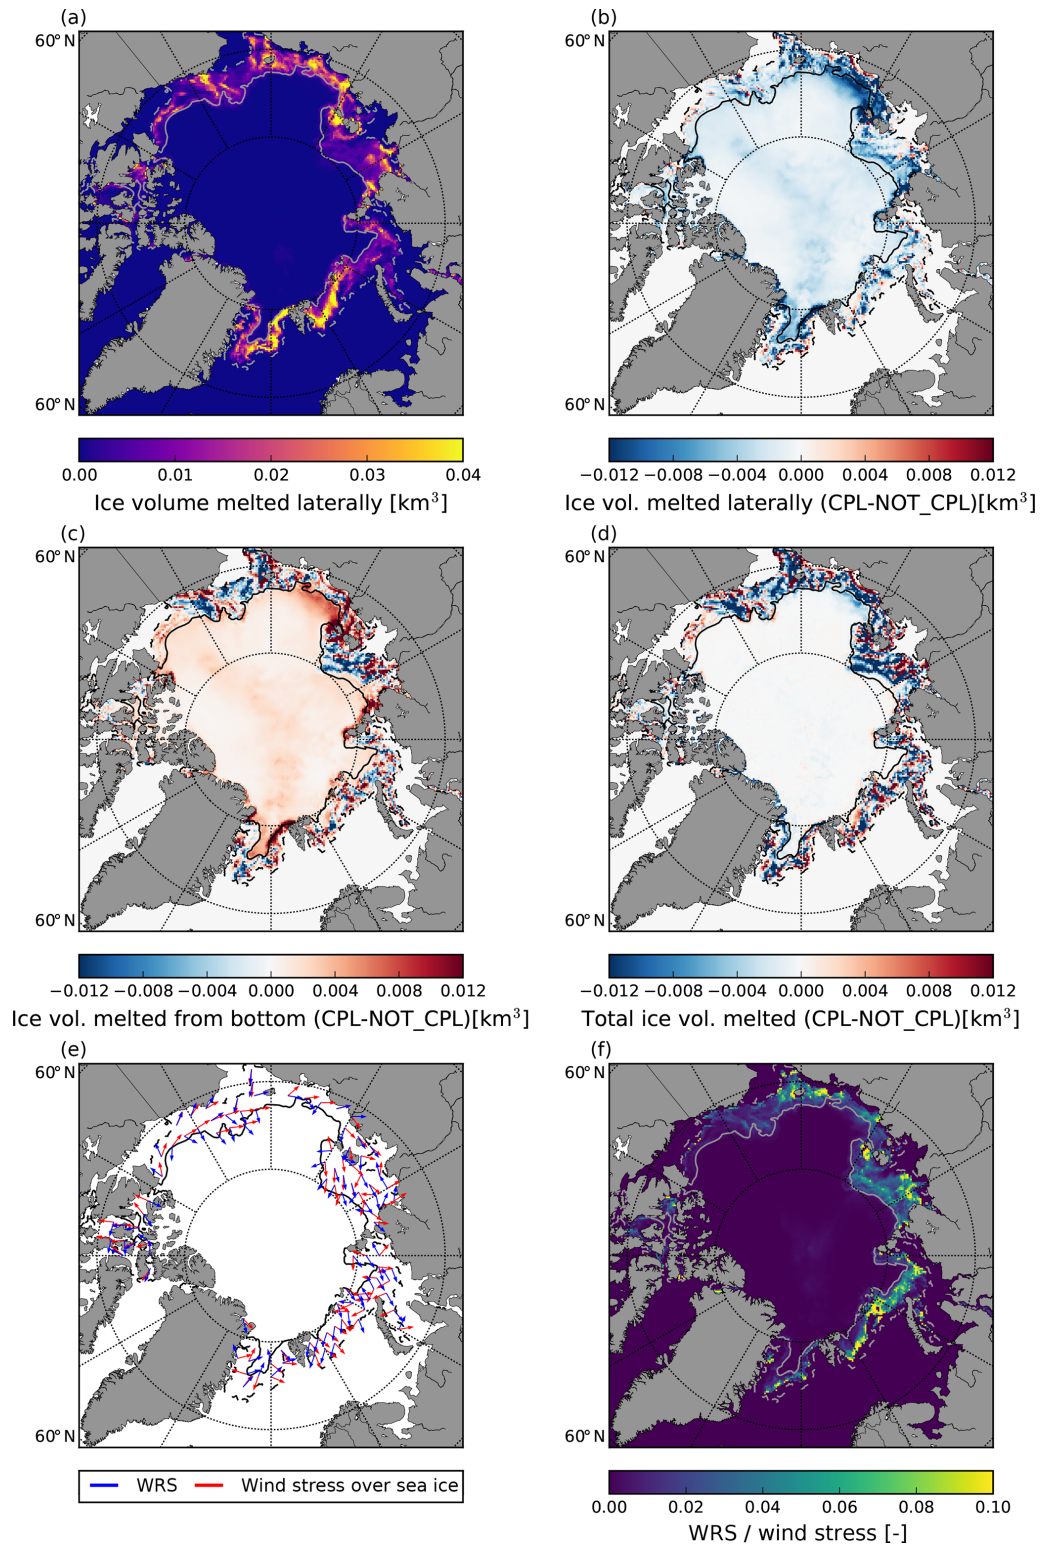 (a)
(b)
60°N
60°N
60°N
60°N
0.00 0.01 0.02 0.03 0.04
−0.012 −0.008 −0.004 0.000 0.004 0.008 0.012
Ice volume melted laterally [km³]
Ice vol. melted laterally (CPL-NOT_CPL)[km³]
(c)
(d)
60°N
60°N
60°N
60°N
−0.012 −0.008 −0.004 0.000 0.004 0.008 0.012
−0.012 −0.008 −0.004 0.000 0.004 0.008 0.012
Ice vol. melted from bottom (CPL-NOT_CPL)[km³]
Total ice vol. melted (CPL-NOT_CPL)[km³]
(e)
(f)
60°N
60°N
60°N
60°N
WRS
Wind stress over sea ice
0.00 0.02 0.04 0.06 0.08 0.10
WRS / wind stress [-]